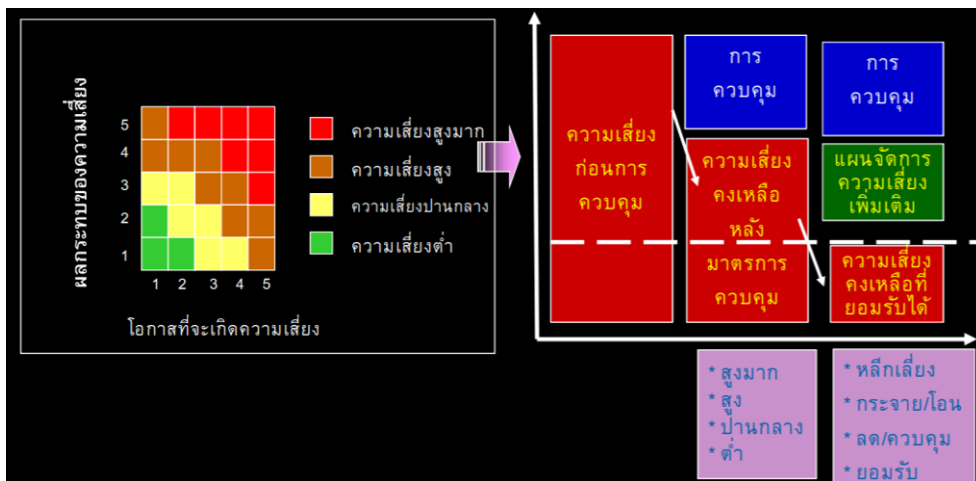 ผลกระทบของความเสี่ยง
5
4
3
2
1
1 2 3 4 5
โอกาสที่จะเกิดความเสี่ยง
ความเสี่ยงสูงมาก
ความเสี่ยงสูง
ความเสี่ยงปานกลาง
ความเสี่ยงต่ำ
ความเสี่ยง
ก่อนการ
ควบคุม
การ
ควบคุม
ความเสี่ยง
คงเหลือ
หลัง
มาตรการ
ควบคุม
การ
ควบคุม
แผนจัดการ
ความเสี่ยง
เพิ่มเติม
ความเสี่ยง
คงเหลือที่
ยอมรับได้
* สูงมาก
* สูง
* ปานกลาง
* ต่ำ
* หลีกเลี่ยง
* กระจาย/โอน
* ลด/ควบคุม
* ยอมรับ